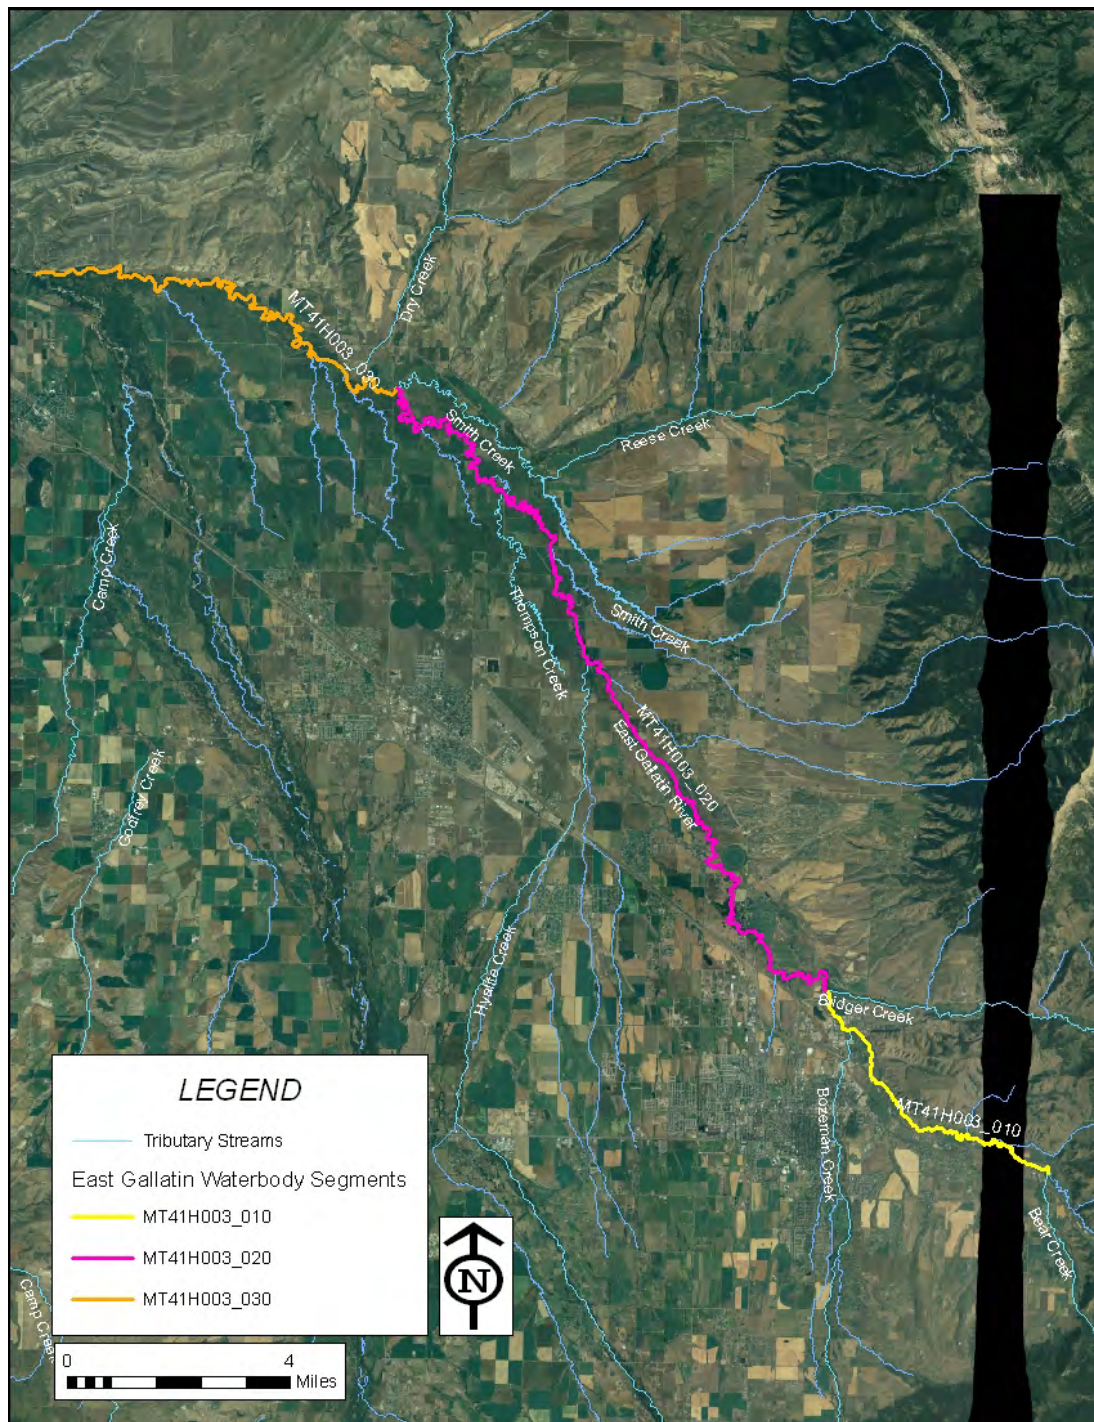 Dry Creek
MT41H003_030
Smith Creek
Reese Creek
Camp Creek
Thompson Creek
Smith Creek
MT41H003_020
East Gallatin River
Godfrey Creek
Hyalite Creek
Bridger Creek
MT41H003_010
Bozeman Creek
Bear Creek
Camp Creek
LEGEND
Tributary Streams
East Gallatin Waterbody Segments
MT41H003_010
MT41H003_020
MT41H003_030
N
0 4
Miles